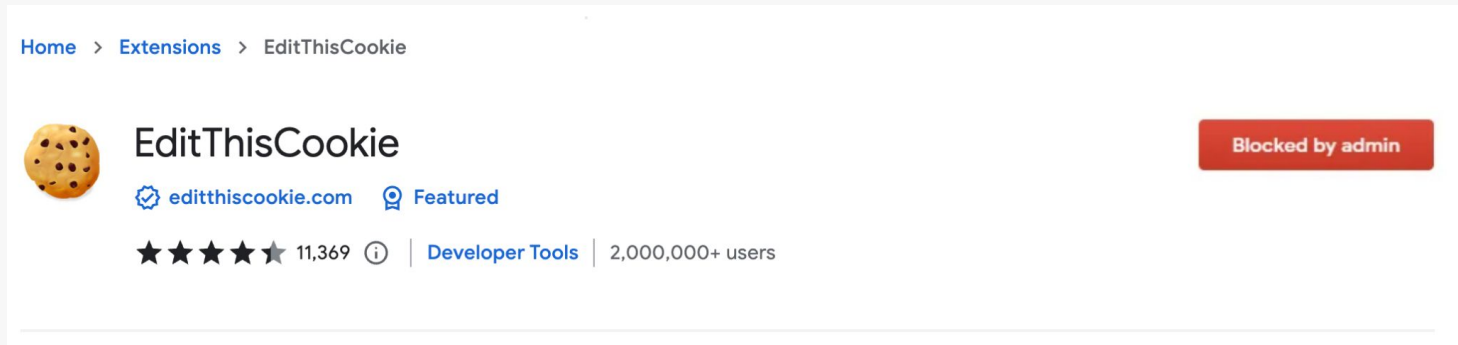 Home > Extensions > EditThisCookie
EditThisCookie
Blocked by admin
editthiscookie.com Featured
11,369 Developer Tools 2,000,000+ users